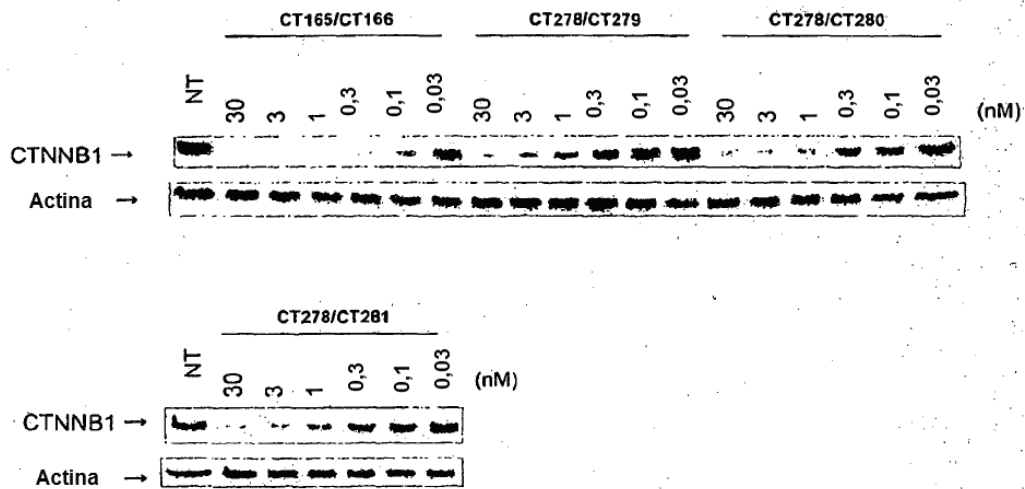 CT165/CT166 CT278/CT279 CT278/CT280
NT 30 3 1 0,3 0,1 0,03 30 3 1 0,3 0,1 0,03 30 3 1 0,3 0,1 0,03 (nM)
CTNNB1 →
Actina →
CT278/CT281
NT 30 3 1 0,3 0,1 0,03 (nM)
CTNNB1 →
Actina →